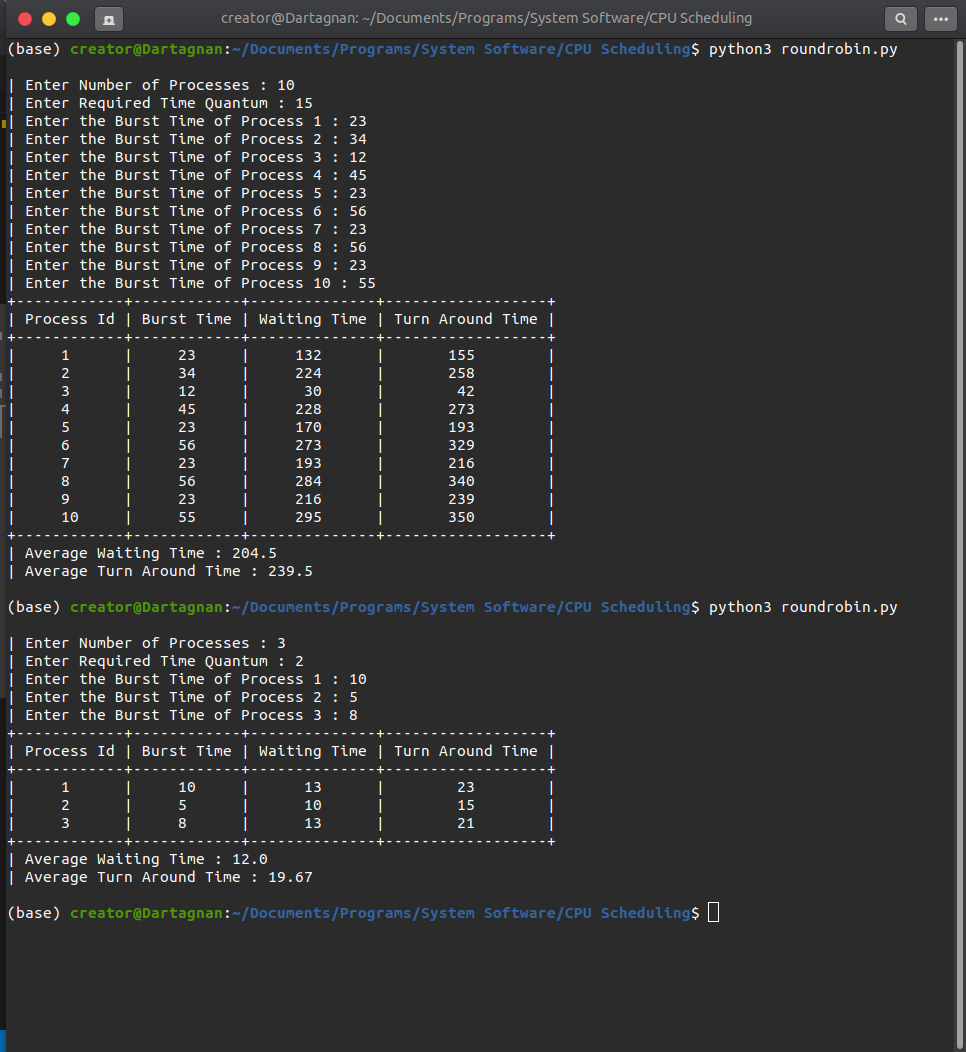 creator@Dartagnan: ~/Documents/Programs/System Software/CPU Scheduling
(base) creator@Dartagnan:~/Documents/Programs/System Software/CPU Scheduling$ python3 roundrobin.py
| Enter Number of Processes : 10
| Enter Required Time Quantum : 15
| Enter the Burst Time of Process 1 : 23
| Enter the Burst Time of Process 2 : 34
| Enter the Burst Time of Process 3 : 12
| Enter the Burst Time of Process 4 : 45
| Enter the Burst Time of Process 5 : 23
| Enter the Burst Time of Process 6 : 56
| Enter the Burst Time of Process 7 : 23
| Enter the Burst Time of Process 8 : 56
| Enter the Burst Time of Process 9 : 23
| Enter the Burst Time of Process 10 : 55
+------------+------------+--------------+------------------+
| Process Id | Burst Time | Waiting Time | Turn Around Time |
+------------+------------+--------------+------------------+
|     1      |     23     |     132      |       155        |
|     2      |     34     |     224      |       258        |
|     3      |     12     |      30      |        42        |
|     4      |     45     |     228      |       273        |
|     5      |     23     |     170      |       193        |
|     6      |     56     |     273      |       329        |
|     7      |     23     |     193      |       216        |
|     8      |     56     |     284      |       340        |
|     9      |     23     |     216      |       239        |
|     10     |     55     |     295      |       350        |
+------------+------------+--------------+------------------+
| Average Waiting Time : 204.5
| Average Turn Around Time : 239.5
(base) creator@Dartagnan:~/Documents/Programs/System Software/CPU Scheduling$ python3 roundrobin.py
| Enter Number of Processes : 3
| Enter Required Time Quantum : 2
| Enter the Burst Time of Process 1 : 10
| Enter the Burst Time of Process 2 : 5
| Enter the Burst Time of Process 3 : 8
+------------+------------+--------------+------------------+
| Process Id | Burst Time | Waiting Time | Turn Around Time |
+------------+------------+--------------+------------------+
|     1      |     10     |      13      |        23        |
|     2      |     5      |      10      |        15        |
|     3      |     8      |      13      |        21        |
+------------+------------+--------------+------------------+
| Average Waiting Time : 12.0
| Average Turn Around Time : 19.67
(base) creator@Dartagnan:~/Documents/Programs/System Software/CPU Scheduling$